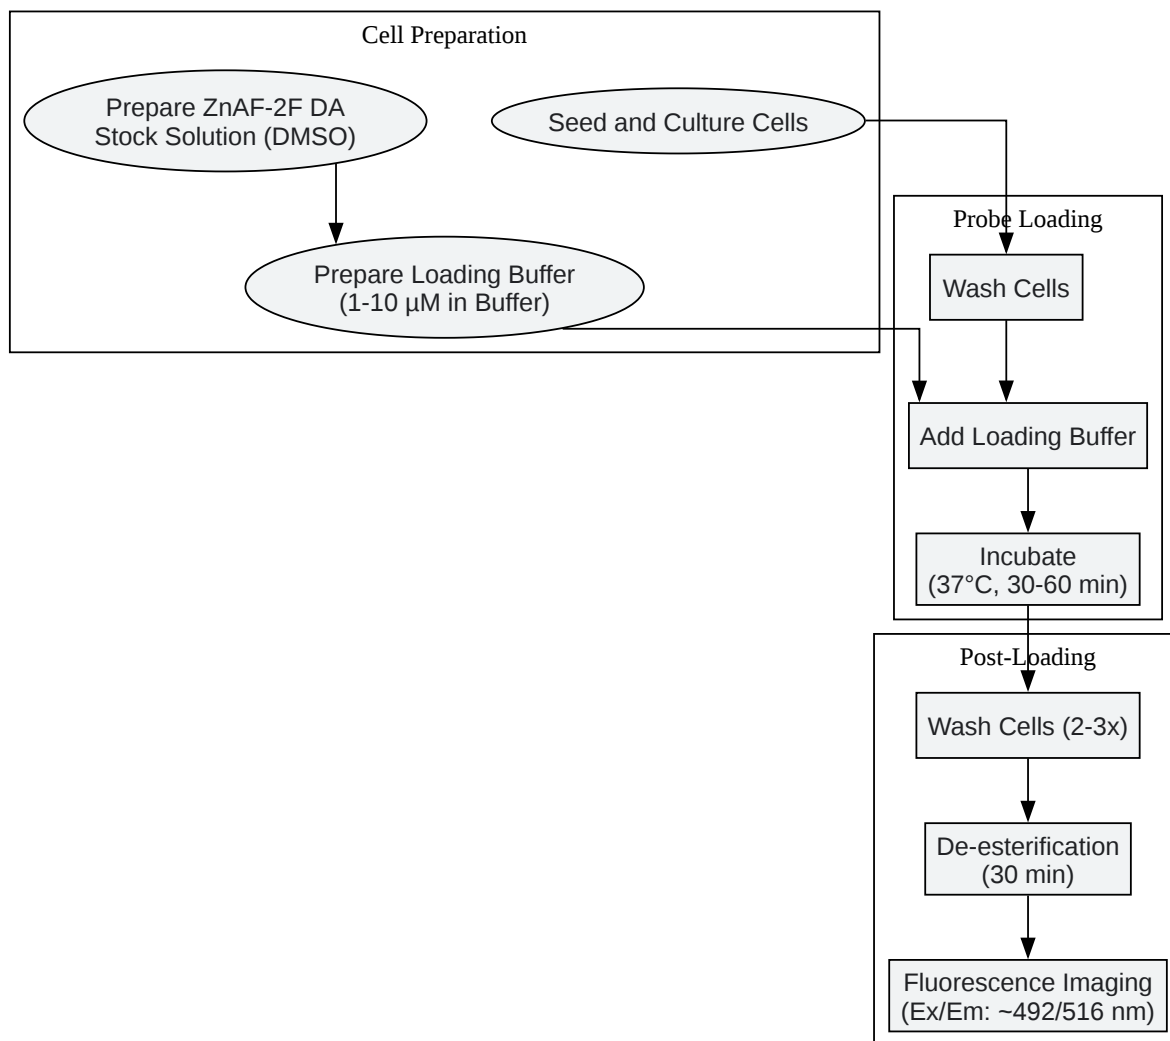 Cell Preparation
Prepare ZnAF-2F DA
Stock Solution (DMSO)
Seed and Culture Cells
Prepare Loading Buffer
(1-10 µM in Buffer)
Probe Loading
Wash Cells
Add Loading Buffer
Incubate
(37°C, 30-60 min)
Post-Loading
Wash Cells (2-3x)
De-esterification
(30 min)
Fluorescence Imaging
(Ex/Em: ~492/516 nm)